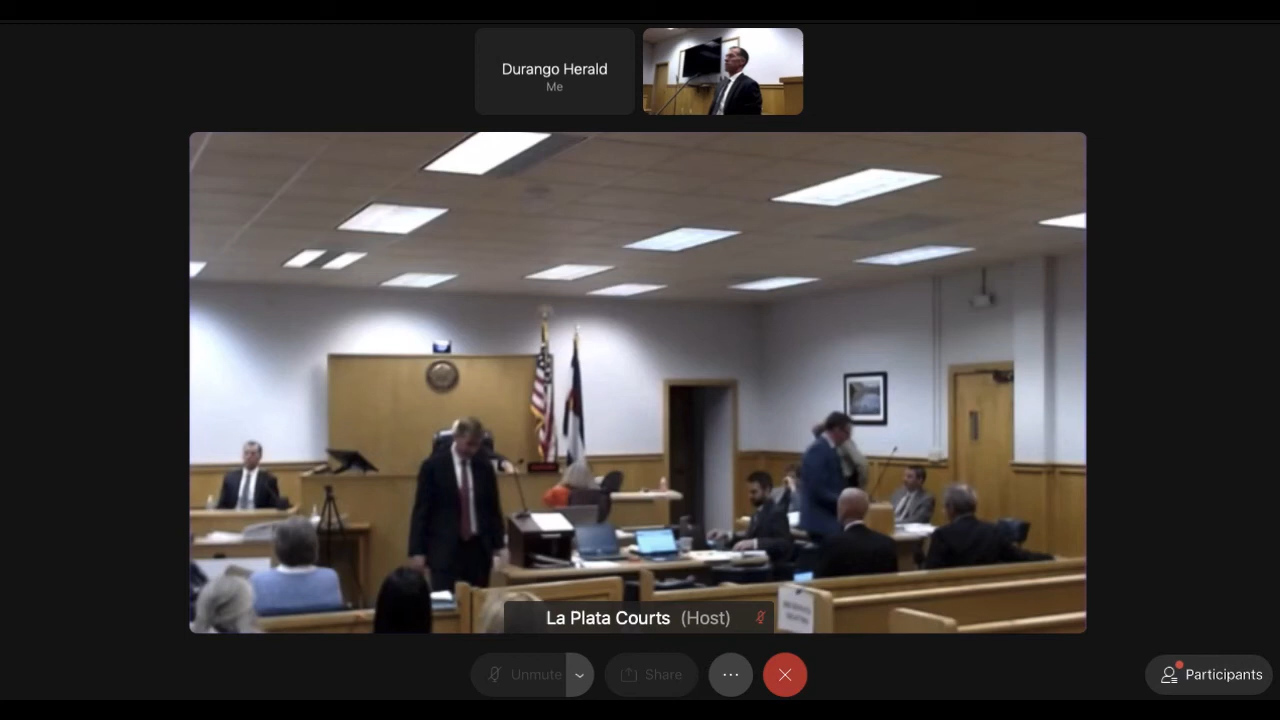 Durango Herald
Me
La Plata Courts (Host)
Unmute
Share
Participants